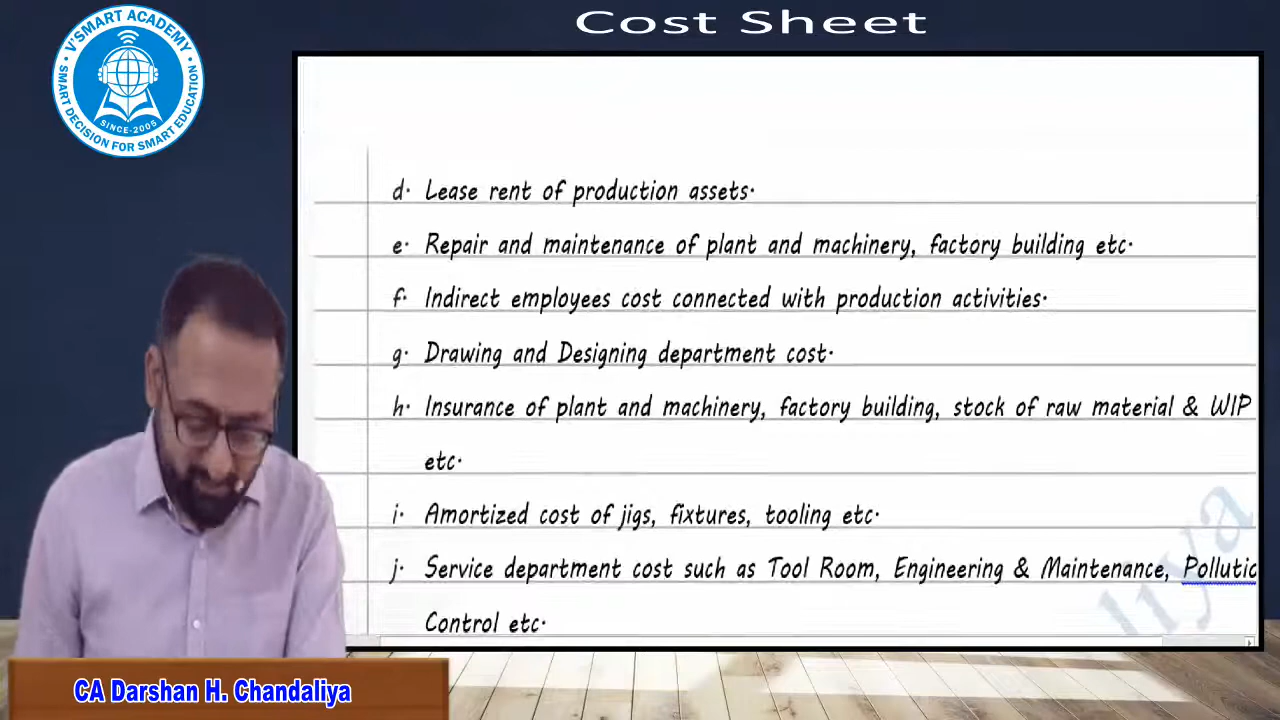 Cost Sheet
V'SMART ACADEMY
SMART DECISION FOR SMART EDUCATION
SINCE-2005
d. Lease rent of production assets.
e. Repair and maintenance of plant and machinery, factory building etc.
f. Indirect employees cost connected with production activities.
g. Drawing and Designing department cost.
h. Insurance of plant and machinery, factory building, stock of raw material & WIP
etc.
i. Amortized cost of jigs, fixtures, tooling etc.
j. Service department cost such as Tool Room, Engineering & Maintenance,
Control etc.
CA Darshan H. Chandaliya